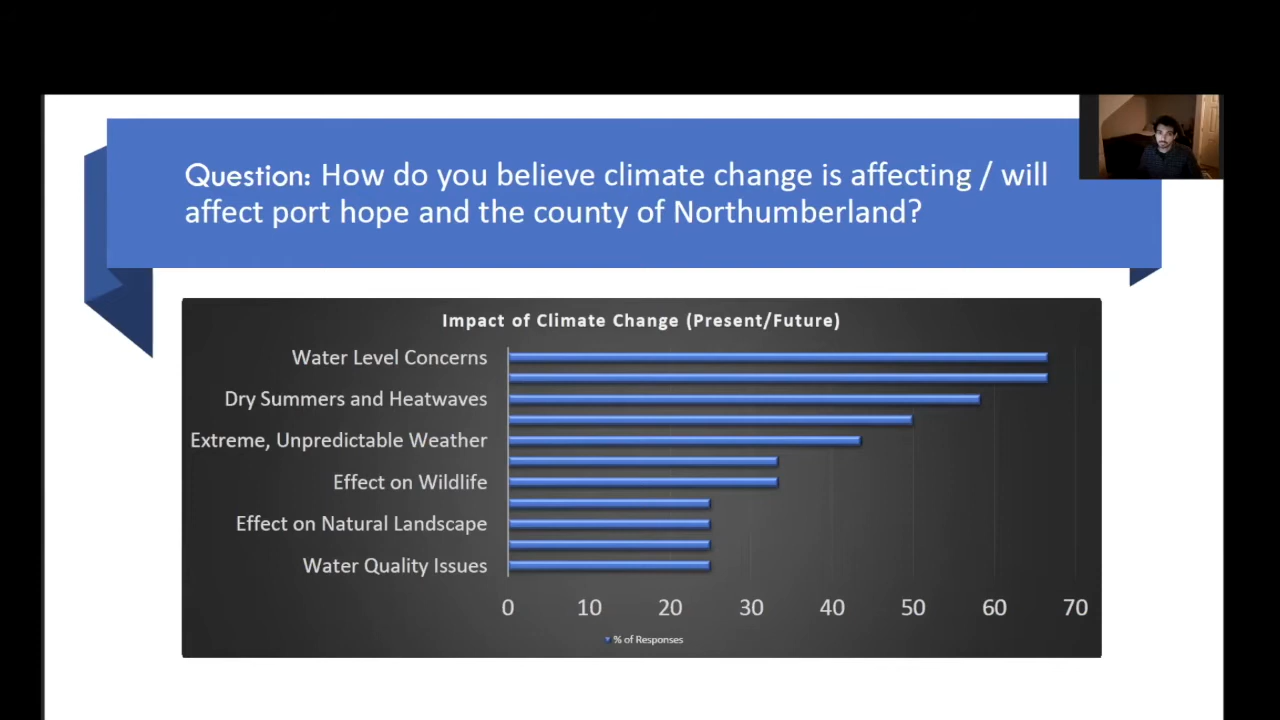 Question: How do you believe climate change is affecting / will
affect port hope and the county of Northumberland?
Impact of Climate Change (Present/Future)
Water Level Concerns
Dry Summers and Heatwaves
Extreme, Unpredictable Weather
Effect on Wildlife
Effect on Natural Landscape
Water Quality Issues
0 10 20 30 40 50 60 70
% of Responses